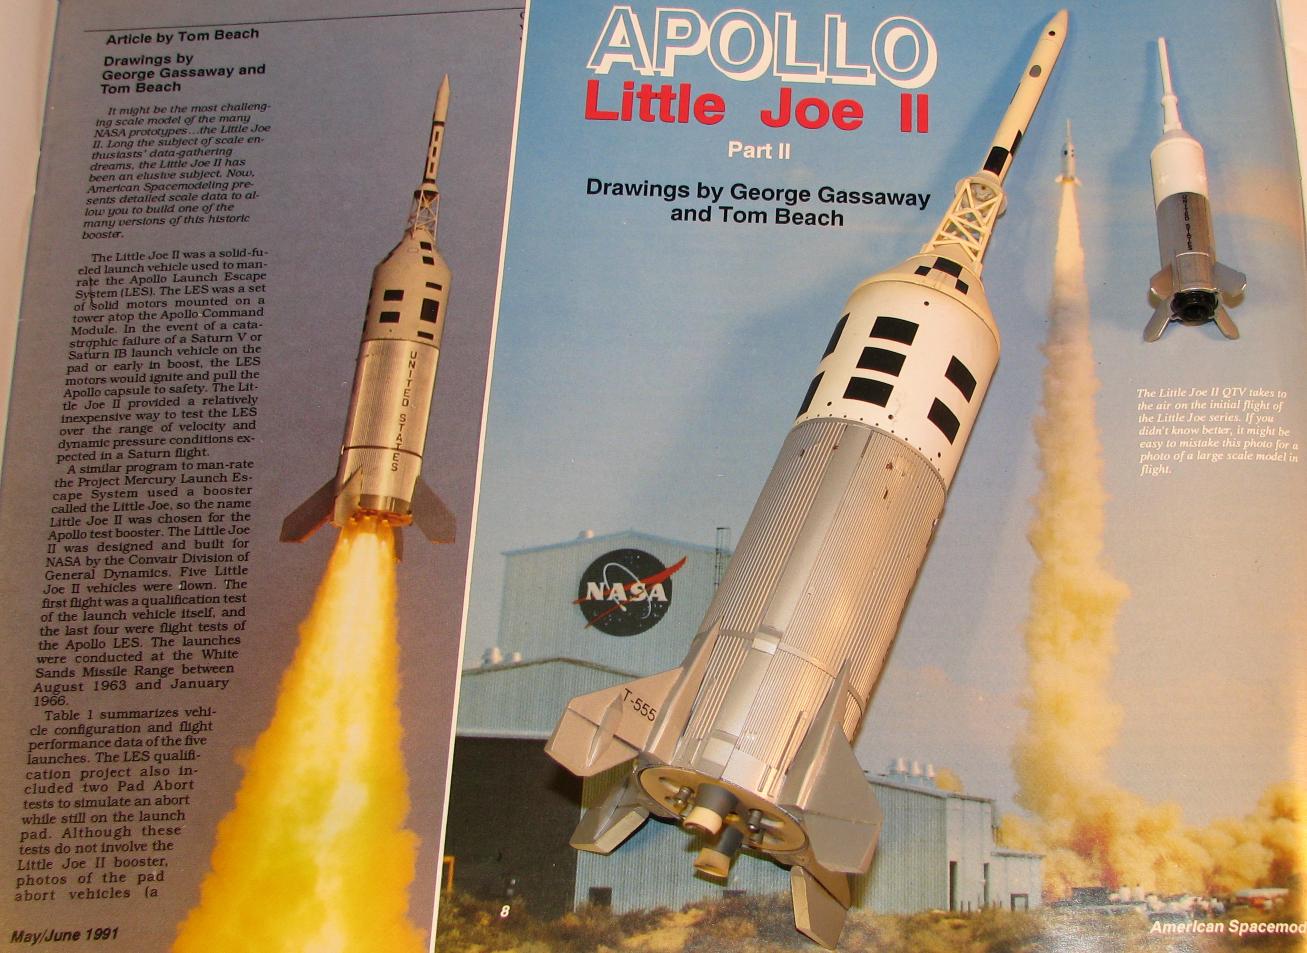 Article by Tom Beach
Drawings by
George Gassaway and
Tom Beach
It might be the most challeng-
ing scale model of the many
NASA prototypes...the Little Joe
II. Long the subject of scale en-
thusiasts' data-gathering
dreams, the Little Joe II has
been an elusive subject. Now,
American Spacemodeling pre-
sents detailed scale data to al-
low you to build one of the
many versions of this historic
booster.
The Little Joe II was a solid-fu-
eled launch vehicle used to man-
rate the Apollo Launch Escape
System (LES). The LES was a set
of solid motors mounted on a
tower atop the Apollo Command
Module. In the event of a cata-
strophic failure of a Saturn V or
Saturn IB launch vehicle on the
pad or early in boost, the LES
motors would ignite and pull the
Apollo capsule to safety. The Lit-
tle Joe II provided a relatively
inexpensive way to test the LES
over the range of velocity and
dynamic pressure conditions ex-
pected in a Saturn flight.
A similar program to man-rate
the Project Mercury Launch Es-
cape System used a booster
called the Little Joe, so the name
Little Joe II was chosen for the
Apollo test booster. The Little Joe
II was designed and built for
NASA by the Convair Division of
General Dynamics. Five Little
Joe II vehicles were flown. The
first flight was a qualification test
of the launch vehicle itself, and
the last four were flight tests of
the Apollo LES. The launches
were conducted at the White
Sands Missile Range between
August 1963 and January
1966.
Table 1 summarizes vehi-
cle configuration and flight
performance data of the five
launches. The LES qualifi-
cation project also in-
cluded two Pad Abort
tests to simulate an abort
while still on the launch
pad. Although these
tests do not involve the
Little Joe II booster,
photos of the pad
abort vehicles (a
May/June 1991
UNITED STATES
APOLLO
Little Joe II
Part II
Drawings by George Gassaway
and Tom Beach
UNITED STATES
The Little Joe II QTV takes to
the air on the initial flight of
the Little Joe series. If you
didn't know better, it might be
easy to mistake this photo for a
photo of a large scale model in
flight.
NASA
T-555
8
American Spacemod